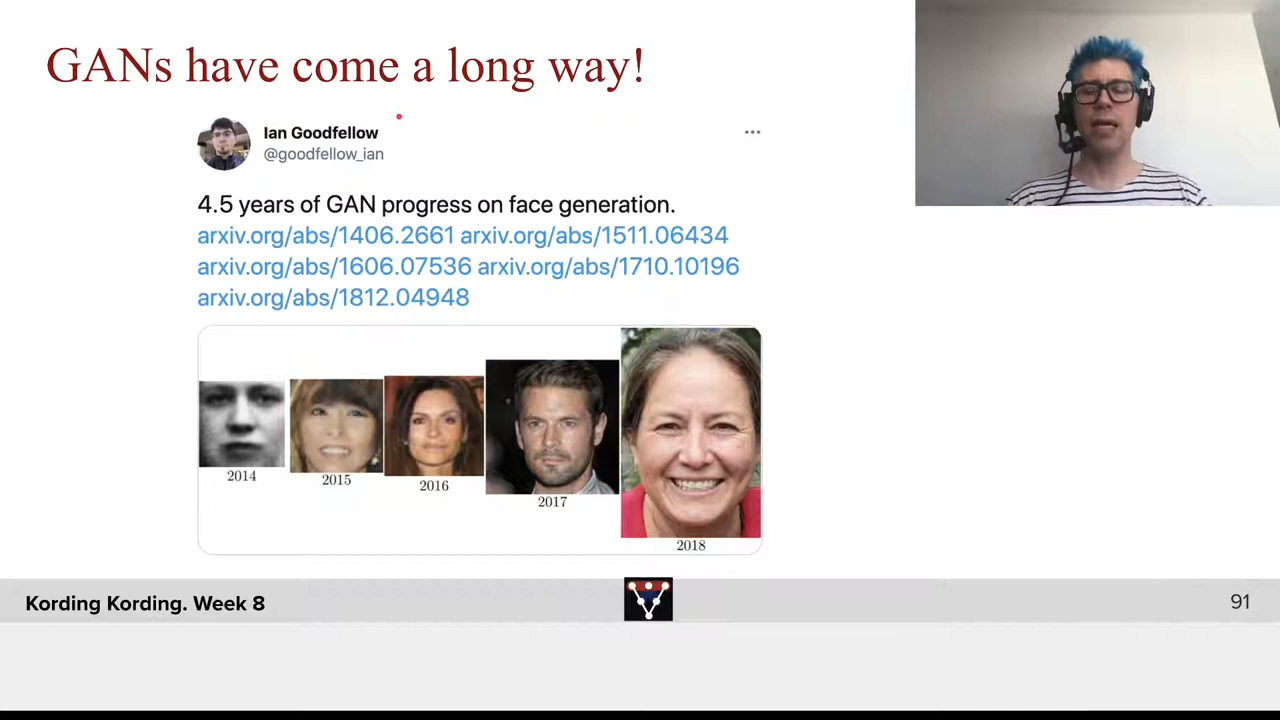 GANs have come a long way!
Ian Goodfellow
@goodfellow_ian
4.5 years of GAN progress on face generation.
arxiv.org/abs/1406.2661 arxiv.org/abs/1511.06434
arxiv.org/abs/1606.07536 arxiv.org/abs/1710.10196
arxiv.org/abs/1812.04948
2014
2015
2016
2017
2018
Kording Kording. Week 8
91